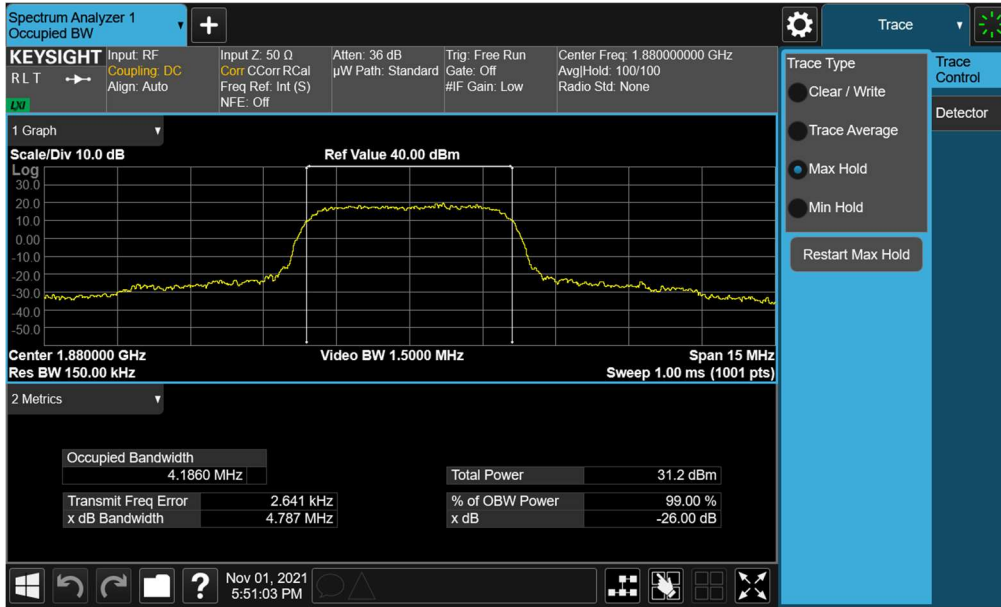 Spectrum Analyzer 1
Occupied BW
+
Trace
KEYSIGHT
R L T
LXI
Input: RF
Coupling: DC
Align: Auto
Input Z: 50 Ω
Corr CCorr RCal
Freq Ref: Int (S)
NFE: Off
Atten: 36 dB
µW Path: Standard
Trig: Free Run
Gate: Off
#IF Gain: Low
Center Freq: 1.880000000 GHz
Avg|Hold: 100/100
Radio Std: None
Trace Type
Clear / Write
Trace Average
Max Hold
Min Hold
Restart Max Hold
Trace
Control
Detector
1 Graph
Scale/Div 10.0 dB
Ref Value 40.00 dBm
Log
30.0
20.0
10.0
0.00
-10.0
-20.0
-30.0
-40.0
-50.0
Center 1.880000 GHz
Video BW 1.5000 MHz
Span 15 MHz
Res BW 150.00 kHz
Sweep 1.00 ms (1001 pts)
2 Metrics
Occupied Bandwidth
4.1860 MHz
Total Power 31.2 dBm
Transmit Freq Error 2.641 kHz
% of OBW Power 99.00 %
x dB Bandwidth 4.787 MHz
x dB -26.00 dB
?
Nov 01, 2021
5:51:03 PM